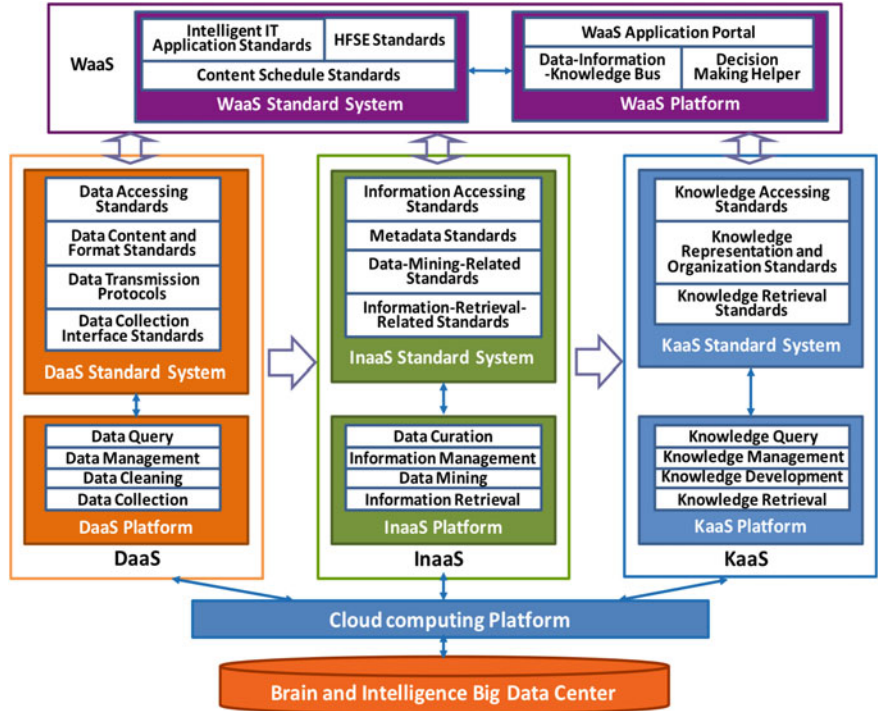 WaaS
Intelligent IT
Application Standards
HFSE Standards
Content Schedule Standards
WaaS Standard System
WaaS Application Portal
Data-Information
-Knowledge Bus
Decision
Making Helper
WaaS Platform
Data Accessing
Standards
Data Content and
Format Standards
Data Transmission
Protocols
Data Collection
Interface Standards
DaaS Standard System
Data Query
Data Management
Data Cleaning
Data Collection
DaaS Platform
DaaS
Information Accessing
Standards
Metadata Standards
Data-Mining-Related
Standards
Information-Retrieval-
Related Standards
InaaS Standard System
Data Curation
Information Management
Data Mining
Information Retrieval
InaaS Platform
InaaS
Knowledge Accessing
Standards
Knowledge
Representation and
Organization Standards
Knowledge Retrieval
Standards
KaaS Standard System
Knowledge Query
Knowledge Management
Knowledge Development
Knowledge Retrieval
KaaS Platform
KaaS
Cloud computing Platform
Brain and Intelligence Big Data Center